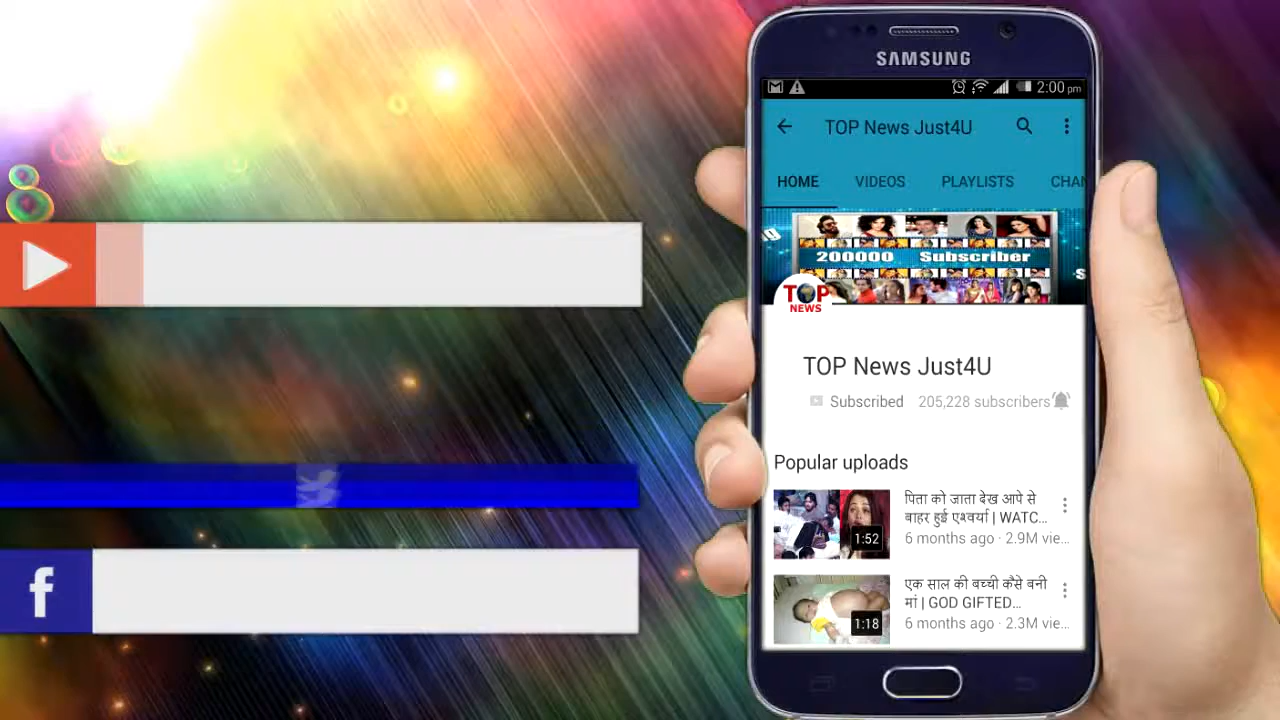 SAMSUNG
2:00 pm
TOP News Just4U
HOME VIDEOS PLAYLISTS CHAN
200000 Subscriber
TOP
NEWS
TOP News Just4U
Subscribed 205,228 subscribers
Popular uploads
पिता को जाता देख आपे से
बाहर हुई एश्वर्या | WATC...
6 months ago · 2.9M vie...
1:52
एक साल की बच्ची कैसे बनी
मां | GOD GIFTED...
6 months ago · 2.3M vie...
1:18
f